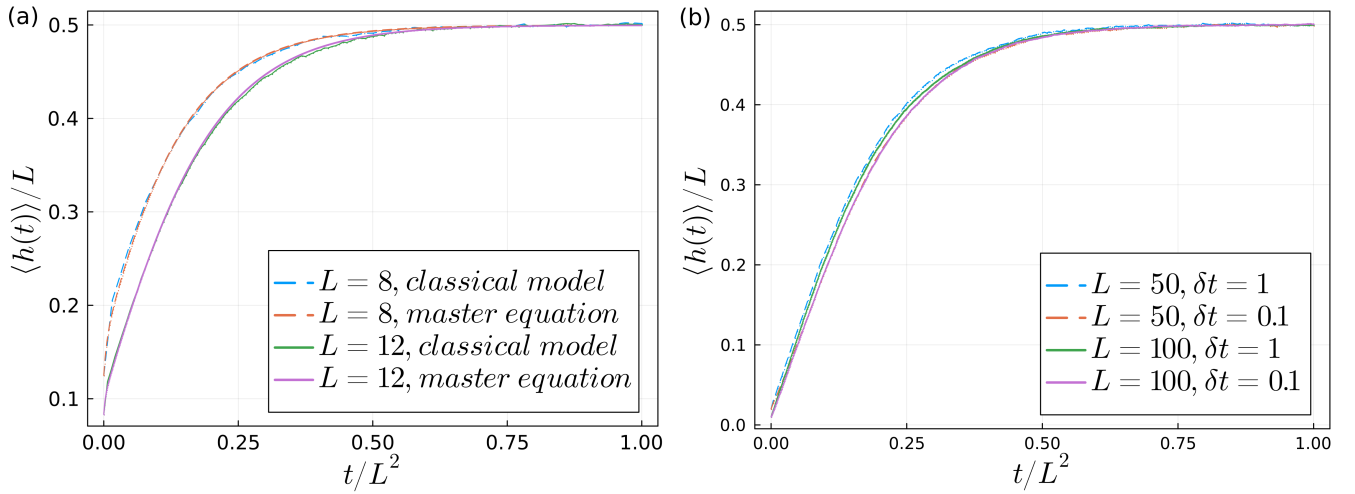 (a)
⟨h(t)⟩/L
0.5
0.4
0.3
0.2
0.1
0.00 0.25 0.50 0.75 1.00
t/L²
L = 8, classical model
L = 8, master equation
L = 12, classical model
L = 12, master equation
(b)
⟨h(t)⟩/L
0.5
0.4
0.3
0.2
0.1
0.0
0.00 0.25 0.50 0.75 1.00
t/L²
L = 50, δt = 1
L = 50, δt = 0.1
L = 100, δt = 1
L = 100, δt = 0.1